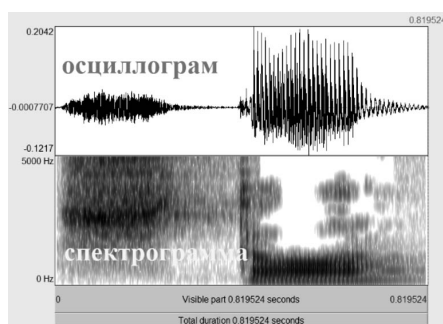 0.819524
0.2042
осциллограм
-0.0007707
-0.1217
5000 Hz
спектрограмма
0 Hz
0 Visible part 0.819524 seconds 0.819524
Total duration 0.819524 seconds